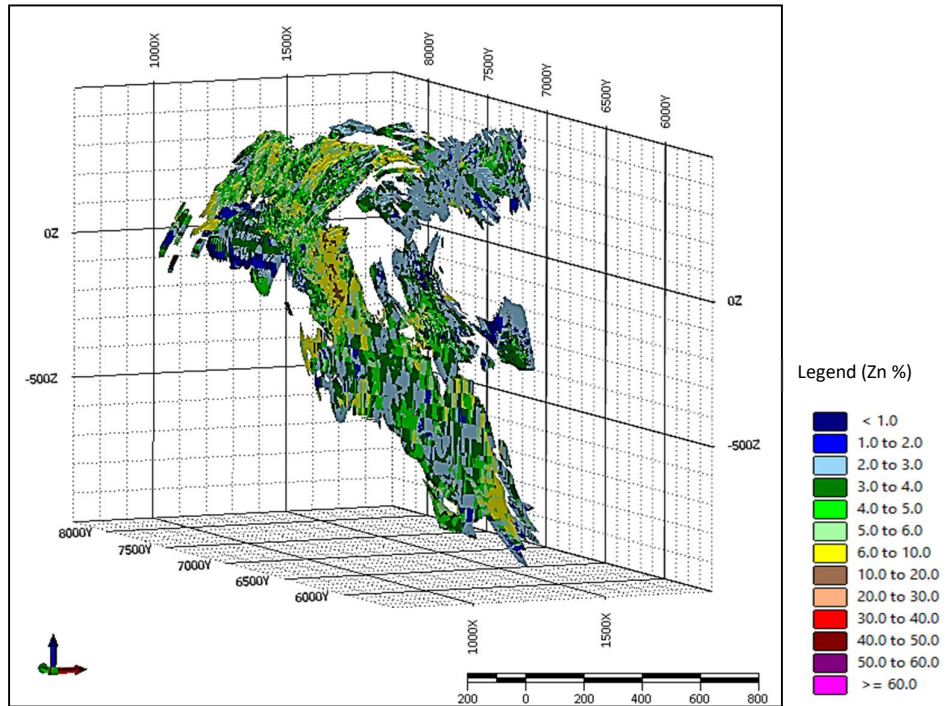 1000X
1500X
8000Y
7500Y
7000Y
6500Y
6000Y
0Z
0Z
-500Z
-500Z
8000Y
7500Y
7000Y
6500Y
6000Y
1000X
1500X
200 0 200 400 600 800
Legend (Zn %)
< 1.0
1.0 to 2.0
2.0 to 3.0
3.0 to 4.0
4.0 to 5.0
5.0 to 6.0
6.0 to 10.0
10.0 to 20.0
20.0 to 30.0
30.0 to 40.0
40.0 to 50.0
50.0 to 60.0
>= 60.0